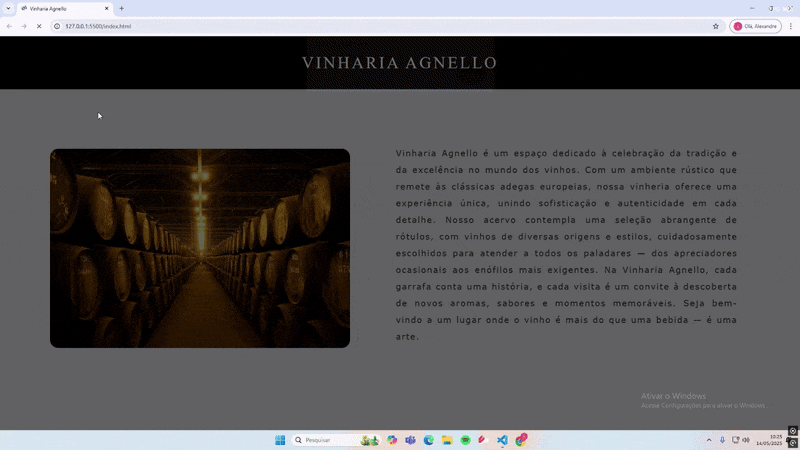 Vinharia Agnello
127.0.0.1:5500/index.html
Olá, Alexandre
VINHARIA AGNELLO
Vinharia Agnello é um espaço dedicado à celebração da tradição e
da excelência no mundo dos vinhos. Com um ambiente rústico que
remete às clássicas adegas europeias, nossa vinheria oferece uma
experiência única, unindo sofisticação e autenticidade em cada
detalhe. Nosso acervo contempla uma seleção abrangente de
rótulos, com vinhos de diversas origens e estilos, cuidadosamente
escolhidos para atender a todos os paladares — dos apreciadores
ocasionais aos enófilos mais exigentes. Na Vinharia Agnello, cada
garrafa conta uma história, e cada visita é um convite à descoberta
de novos aromas, sabores e momentos memoráveis. Seja bem-
vindo a um lugar onde o vinho é mais do que uma bebida — é uma
arte.
Ativar o Windows
Acesse Configurações para ativar o Windows.
Pesquisar
10:25
14/05/2025